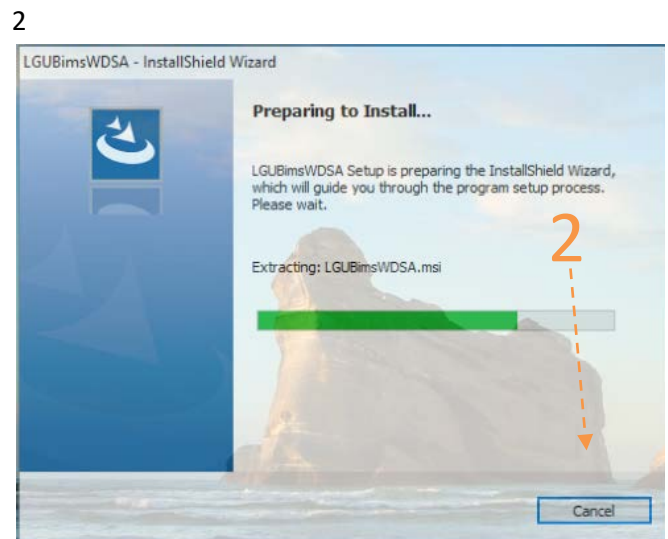 2
LGUBimsWDSA - InstallShield Wizard
Preparing to Install...
LGUBimsWDSA Setup is preparing the InstallShield Wizard,
which will guide you through the program setup process.
Please wait.
2
Extracting: LGUBimsWDSA.msi
Cancel